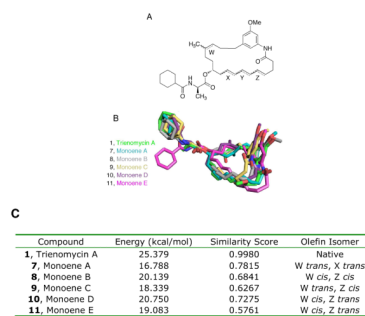 A
OMe
H₃C
W
NH
O
O
X
Y
Z
H
N
O
O
CH₃
B
1, Trienomycin A
7, Monoene A
8, Monoene B
9, Monoene C
10, Monoene D
11, Monoene E
C
Compound Energy (kcal/mol) Similarity Score Olefin Isomer
1, Trienomycin A 25.379 0.9980 Native
7, Monoene A 16.788 0.7815 W trans, X trans
8, Monoene B 20.139 0.6841 W cis, Z cis
9, Monoene C 18.339 0.6267 W trans, Z cis
10, Monoene D 20.750 0.7275 W cis, Z trans
11, Monoene E 19.083 0.5761 W cis, Z trans